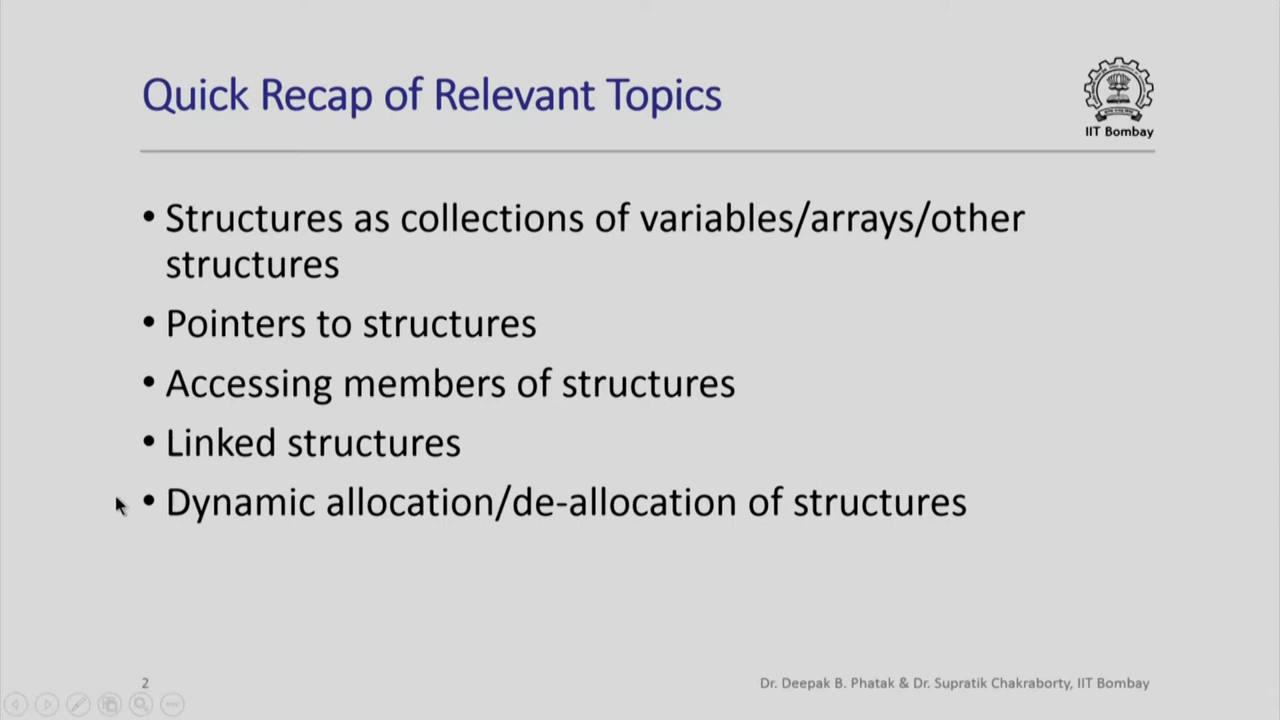 Quick Recap of Relevant Topics
IIT Bombay
• Structures as collections of variables/arrays/other
structures
• Pointers to structures
• Accessing members of structures
• Linked structures
• Dynamic allocation/de-allocation of structures
2
Dr. Deepak B. Phatak & Dr. Supratik Chakraborty, IIT Bombay